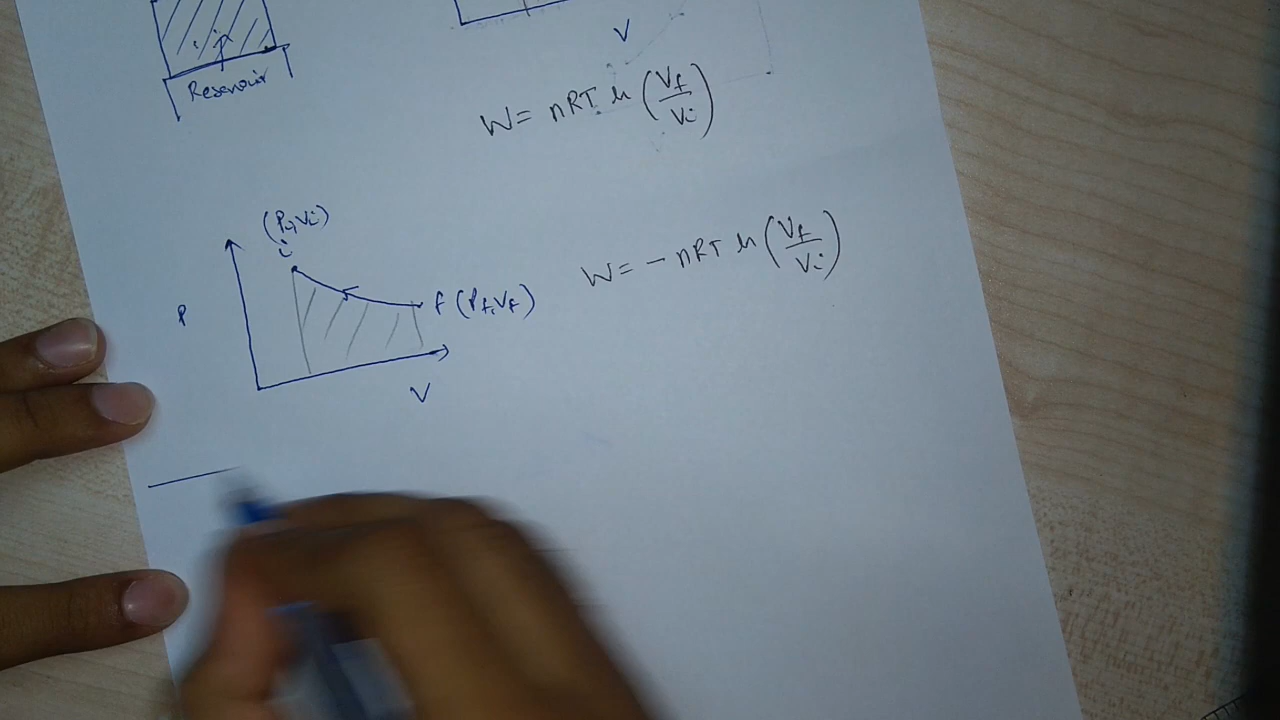 V
Reservoir
W = nRT ln (Vf/Vi)
(Pi, Vi)
i
P
f (Pf, Vf)
V
W = - nRT ln (Vf/Vi)